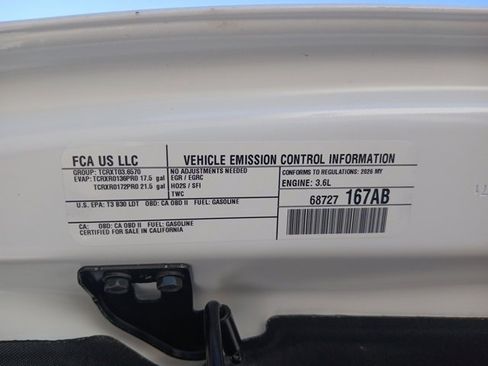 FCA US LLC
VEHICLE EMISSION CONTROL INFORMATION
GROUP: TCRXT03.6570
EVAP: TCRXR0136PR0 17.5 gal
TCRXR0172PR0 21.5 gal
NO ADJUSTMENTS NEEDED
EGR / EGRC
HO2S / SFI
TWC
CONFORMS TO REGULATIONS: 2026 MY
ENGINE: 3.6L
68727 167AB
U.S. EPA: T3 B30 LDT OBD: CA OBD II FUEL: GASOLINE
CA: OBD: CA OBD II FUEL: GASOLINE
CERTIFIED FOR SALE IN CALIFORNIA